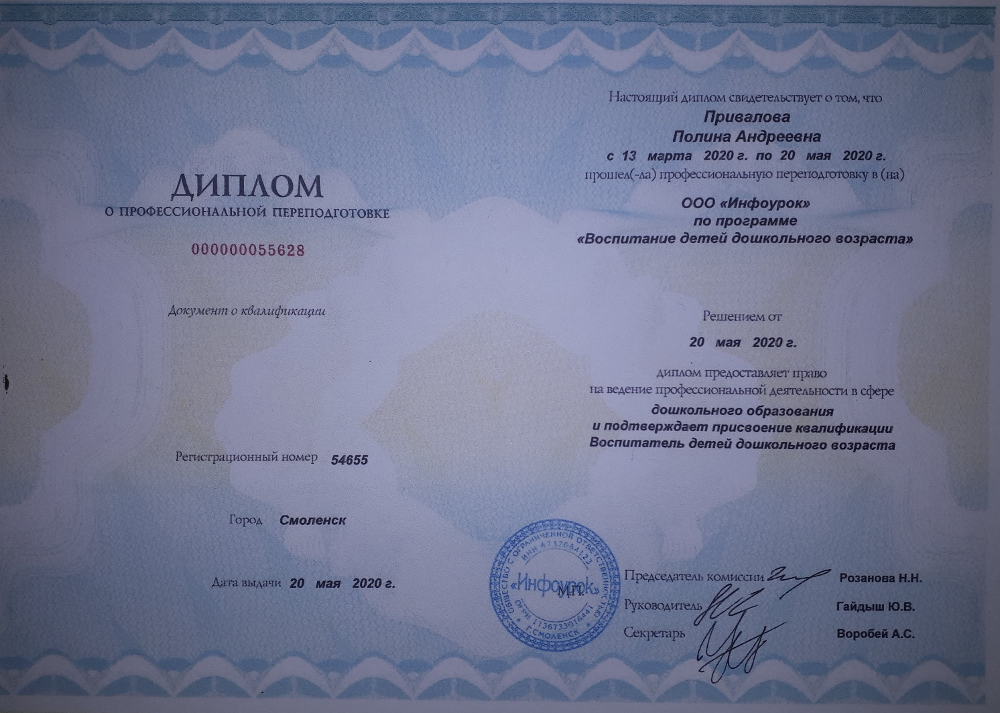 ДИПЛОМ
О ПРОФЕССИОНАЛЬНОЙ ПЕРЕПОДГОТОВКЕ
000000055628
Документ о квалификации
Регистрационный номер 54655
Город Смоленск
Дата выдачи 20 мая 2020 г.
Настоящий диплом свидетельствует о том, что
Привалова
Полина Андреевна
с 13 марта 2020 г. по 20 мая 2020 г.
прошел(-ла) профессиональную переподготовку в (на)
ООО «Инфоурок»
по программе
«Воспитание детей дошкольного возраста»
Решением от
20 мая 2020 г.
диплом предоставляет право
на ведение профессиональной деятельности в сфере
дошкольного образования
и подтверждает присвоение квалификации
Воспитатель детей дошкольного возраста
Председатель комиссии Розанова Н.Н.
Руководитель Гайдыш Ю.В.
Секретарь Воробей А.С.
М.П.
ОБЩЕСТВО С ОГРАНИЧЕННОЙ ОТВЕТСТВЕННОСТЬЮ
ИНН 6732064123
«Инфоурок»
ОГРН 1136733016441
Г.СМОЛЕНСК